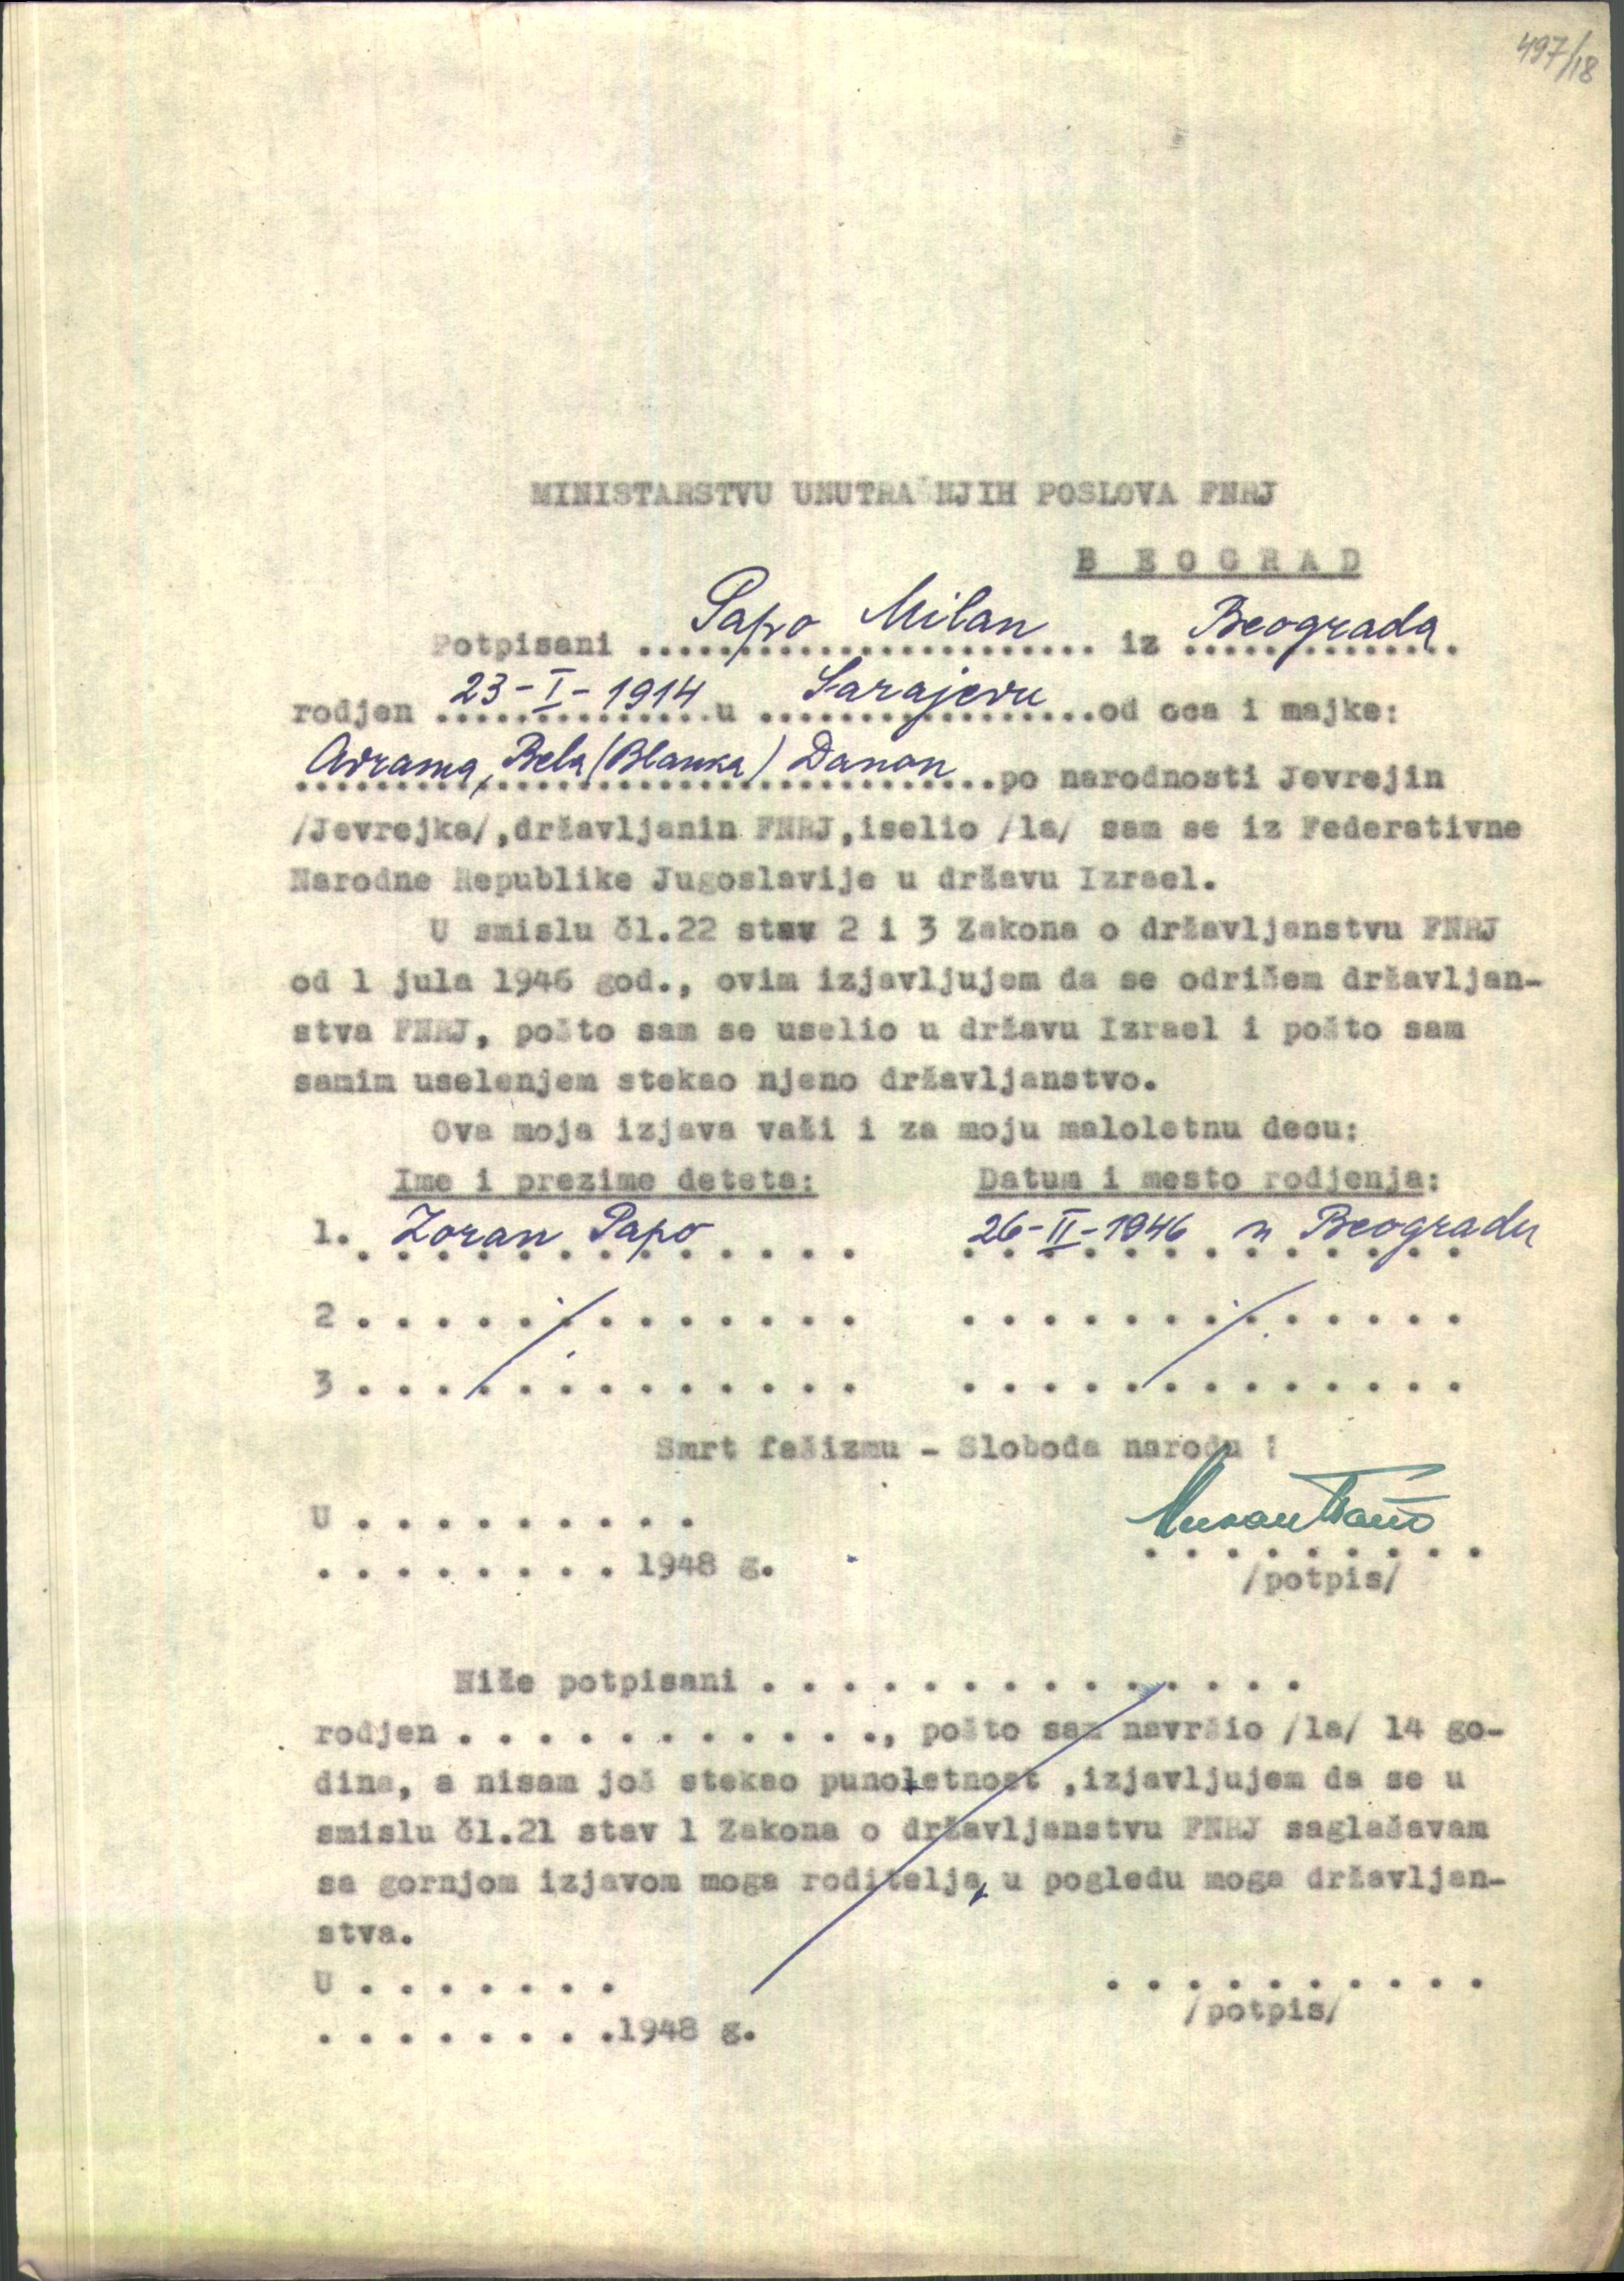 497/18
MINISTARSTVU UNUTRAŠNJIH POSLOVA FNRJ
B E O G R A D
Potpisani ....Papo Milan.... iz ....Beograda....
rodjen ....23-I-1914....u ....Sarajevu....od oca i majke:
....Avrama, Bela (Blanka) Danon....po narodnosti Jevrejin
/Jevrejka/,državljanin FNRJ,iselio /la/ sam se iz Federativne
Narodne Republike Jugoslavije u državu Izrael.
U smislu čl.22 stav 2 i 3 Zakona o državljanstvu FNRJ
od 1 jula 1946 god., ovim izjavljujem da se odričem državljan-
stva FNRJ, pošto sam se uselio u državu Izrael i pošto sam
samim uselenjem stekao njeno državljanstvo.
Ova moja izjava važi i za moju maloletnu decu:
Ime i prezime deteta: Datum i mesto rodjenja:
1. Zoran Papo 26-II-1946 u Beogradu
2 . . . . . . . . . . . . . . . . . . . . . . . . . .
3 . . . . . . . . . . . . . . . . . . . . . . . . . .
Smrt fašizmu - Sloboda narodu !
U . . . . . . . . . Милан Папо
. . . . . . . . 1948 g. . . . . . . . . .
/potpis/
Niže potpisani . . . . . . . . . . . . . .
rodjen . . . . . . . . . . ., pošto sam navršio /la/ 14 go-
dina, a nisam još stekao punoletnost ,izjavljujem da se u
smislu čl.21 stav 1 Zakona o državljanstvu FNRJ saglašavam
sa gornjom izjavom moga roditelja, u pogledu moga državljan-
stva.
U . . . . . . . . . . . . . . . . .
. . . . . . . .1948 g. /potpis/